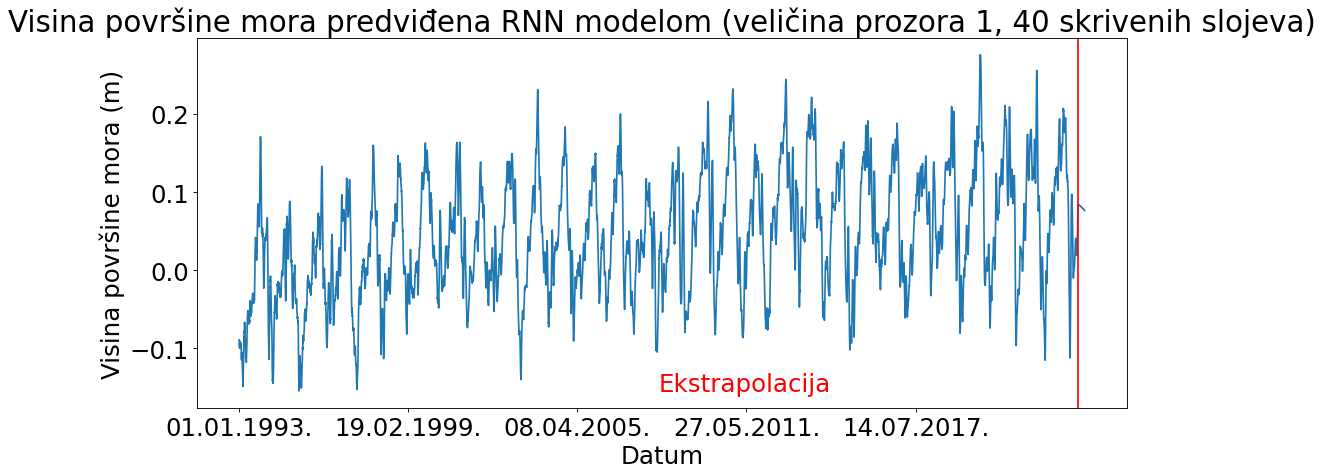 Visina površine mora predviđena RNN modelom (veličina prozora 1, 40 skrivenih slojeva)
Visina površine mora (m)
0.2
0.1
0.0
−0.1
Ekstrapolacija
01.01.1993. 19.02.1999. 08.04.2005. 27.05.2011. 14.07.2017.
Datum